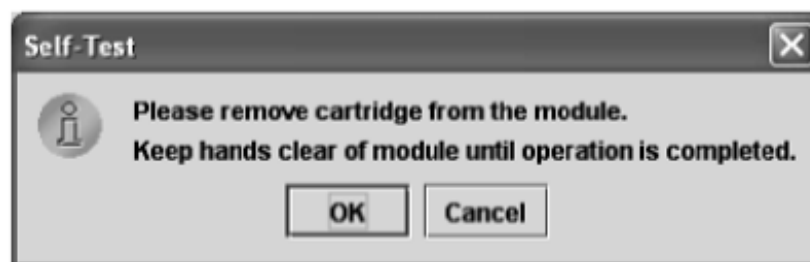 Self-Test
Please remove cartridge from the module.
Keep hands clear of module until operation is completed.
OK Cancel